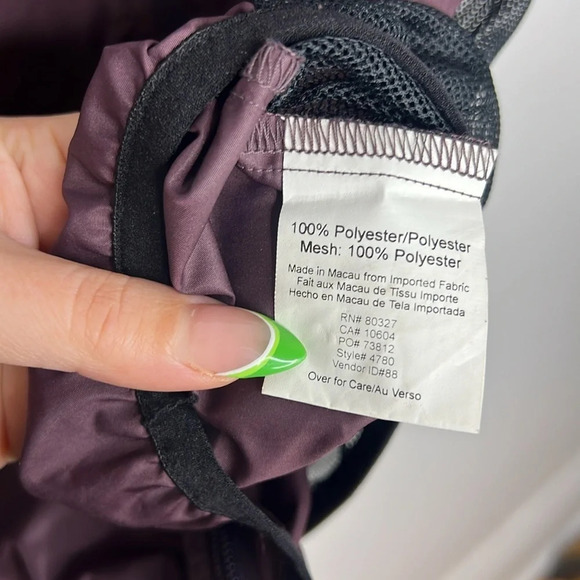 100% Polyester/Polyester
Mesh: 100% Polyester
Made in Macau from Imported Fabric
Fait aux Macau de Tissu Importe
Hecho en Macau de Tela Importada
RN# 80327
CA# 10604
PO# 73812
Style# 4780
Vendor ID#88
Over for Care/Au Verso